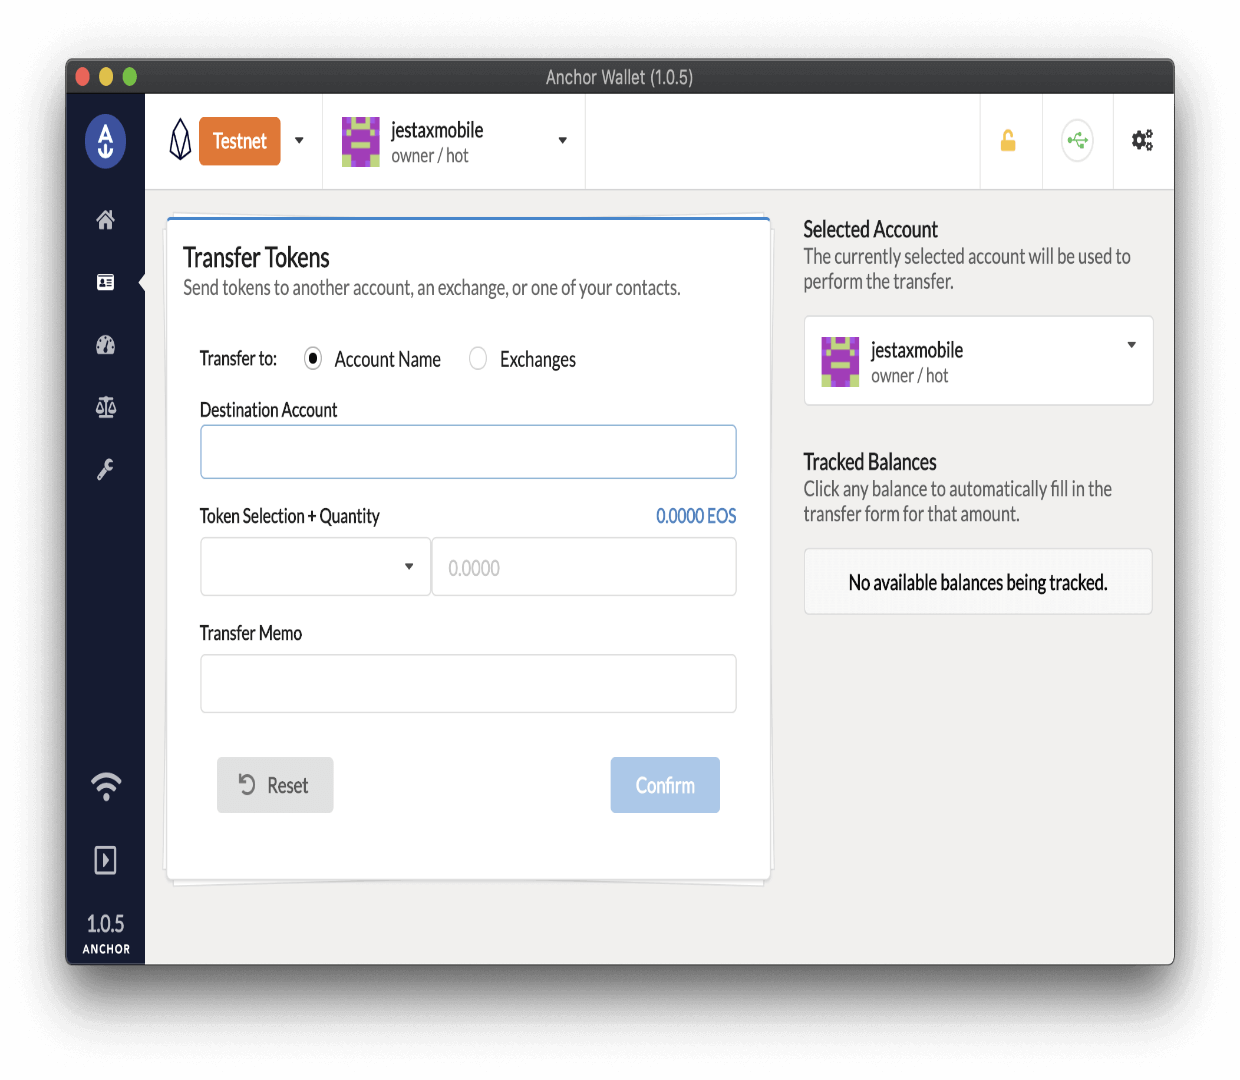 Anchor Wallet (1.0.5)
Testnet
jestaxmobile
owner / hot
Transfer Tokens
Send tokens to another account, an exchange, or one of your contacts.
Transfer to:
Account Name
Exchanges
Destination Account
Token Selection + Quantity
0.0000 EOS
0.0000
Transfer Memo
Reset
Confirm
Selected Account
The currently selected account will be used to
perform the transfer.
jestaxmobile
owner / hot
Tracked Balances
Click any balance to automatically fill in the
transfer form for that amount.
No available balances being tracked.
1.0.5
ANCHOR